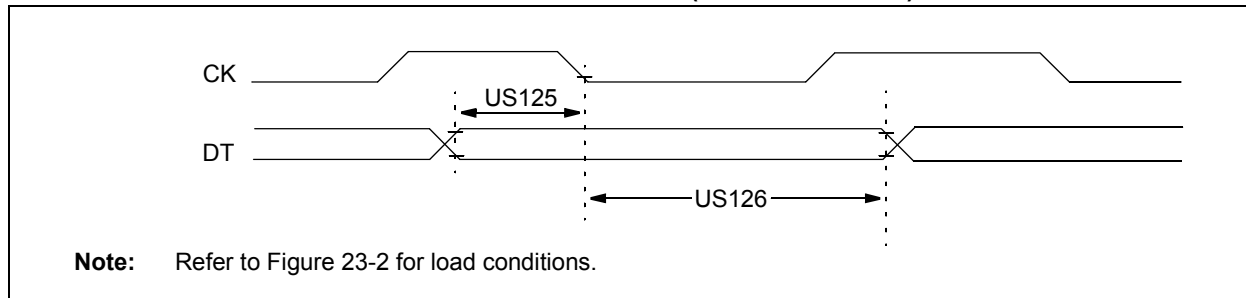 CK
US125
DT
US126
Note: Refer to Figure 23-2 for load conditions.